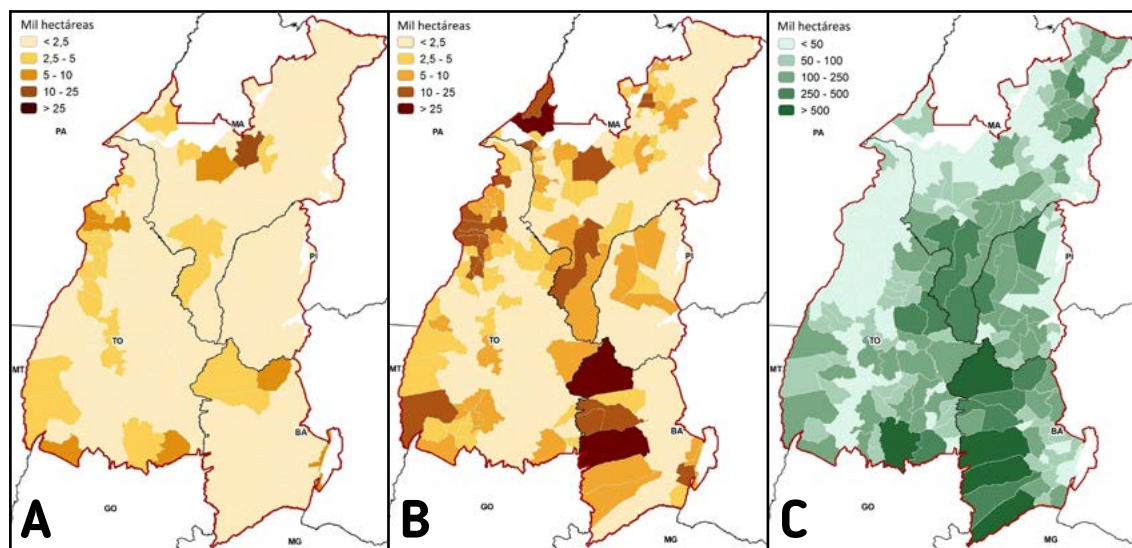 Mil hectáreas
< 2,5
2,5 - 5
5 - 10
10 - 25
> 25
PA
MA
PI
TO
MT
BA
GO
MG
A
Mil hectáreas
< 2,5
2,5 - 5
5 - 10
10 - 25
> 25
PA
MA
PI
TO
MT
BA
GO
MG
B
Mil hectáreas
< 50
50 - 100
100 - 250
250 - 500
> 500
PA
MA
PI
TO
MT
BA
GO
MG
C